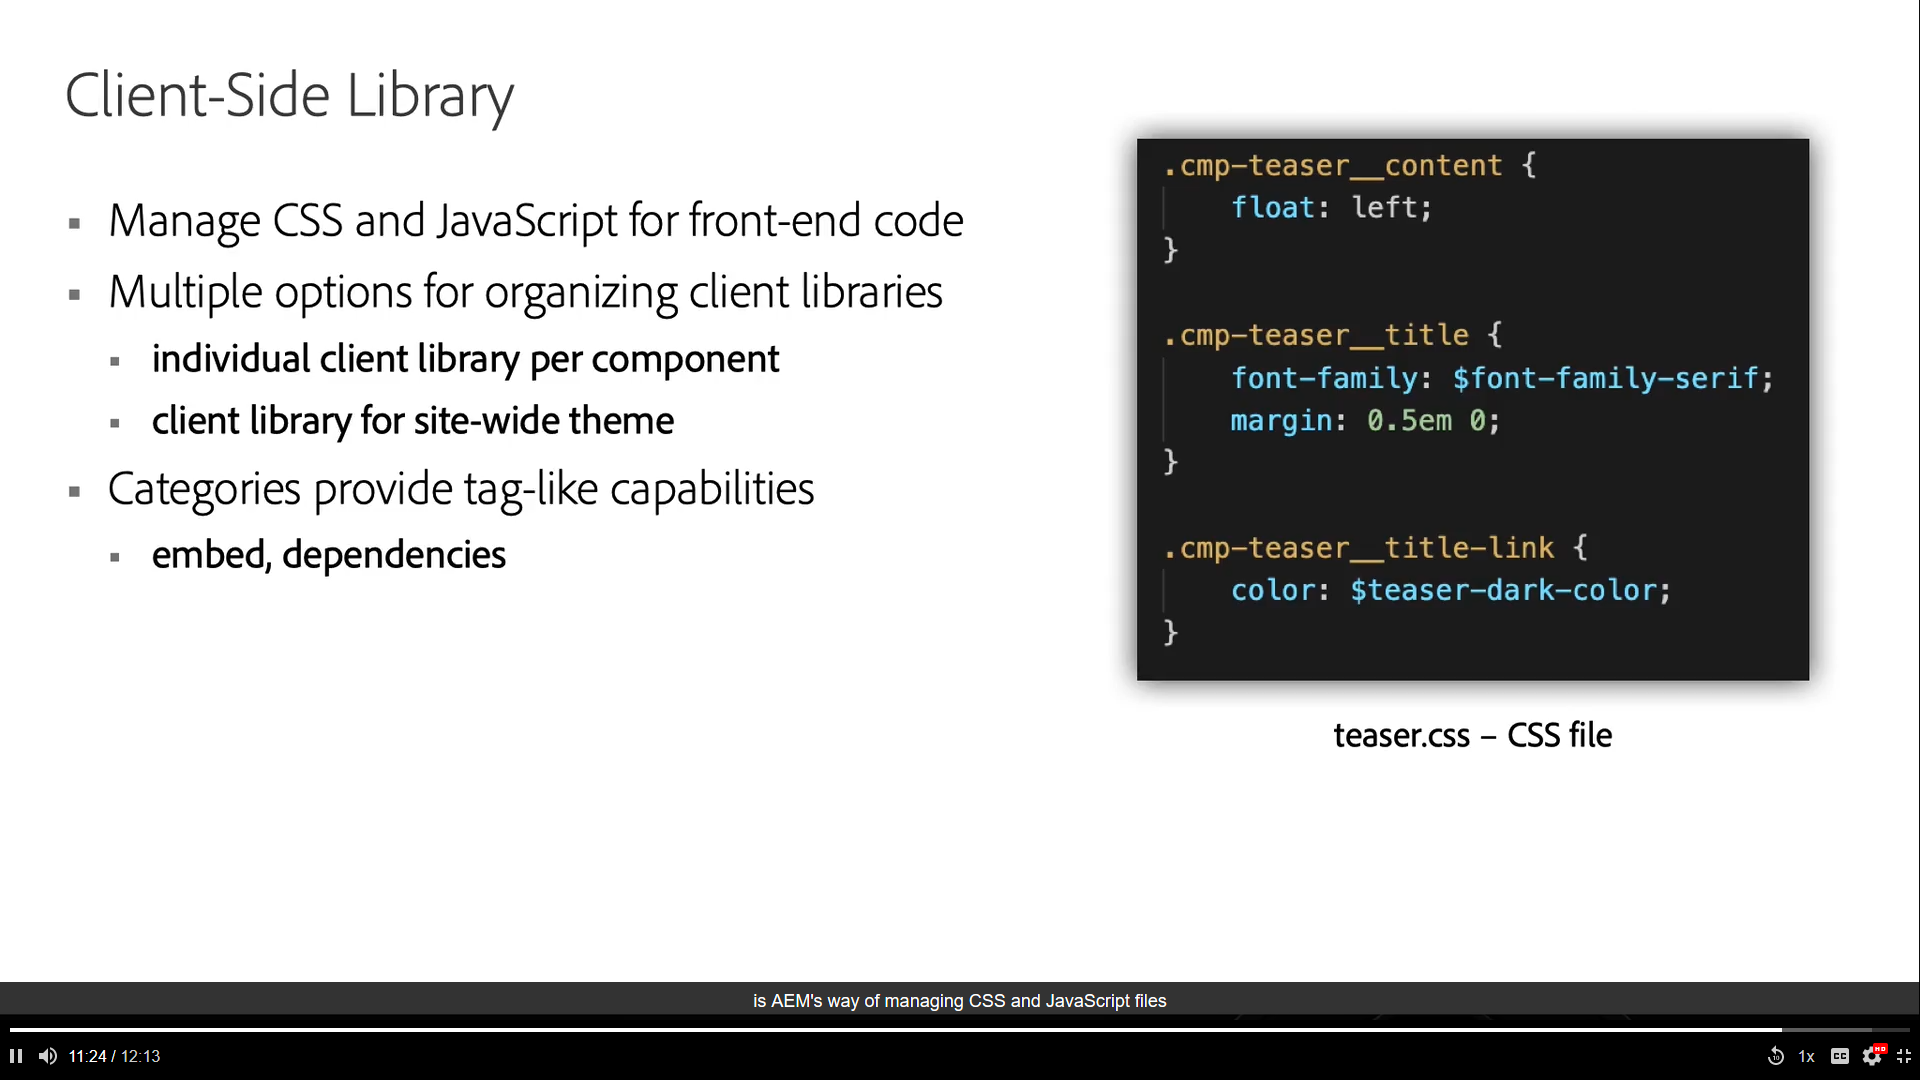 Client-Side Library
▪ Manage CSS and JavaScript for front-end code
▪ Multiple options for organizing client libraries
▪ individual client library per component
▪ client library for site-wide theme
▪ Categories provide tag-like capabilities
▪ embed, dependencies
.cmp-teaser__content {
    float: left;
}
.cmp-teaser__title {
    font-family: $font-family-serif;
    margin: 0.5em 0;
}
.cmp-teaser__title-link {
    color: $teaser-dark-color;
}
teaser.css – CSS file
is AEM's way of managing CSS and JavaScript files
11:24 / 12:13
10
1x
CC
HD